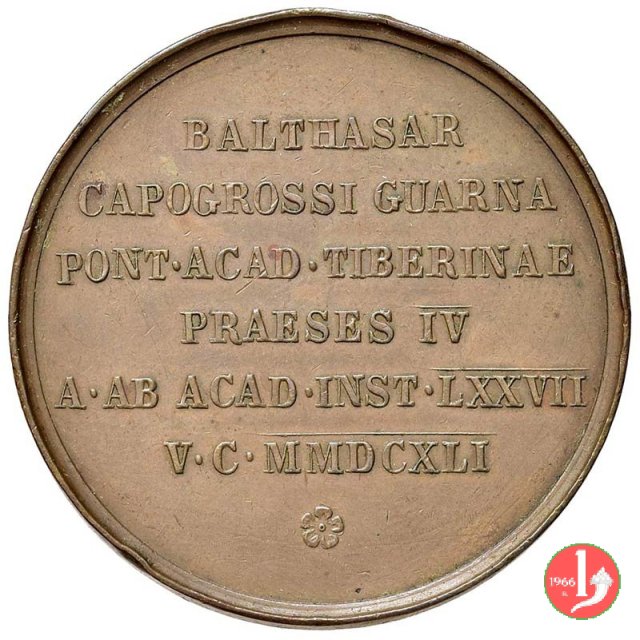 BALTHASAR
CAPOGROSSI GUARNA
PONT·ACAD·TIBERINAE
PRAESES IV
A·AB ACAD·INST·LXXVII
V·C·MMDCXLI
1966